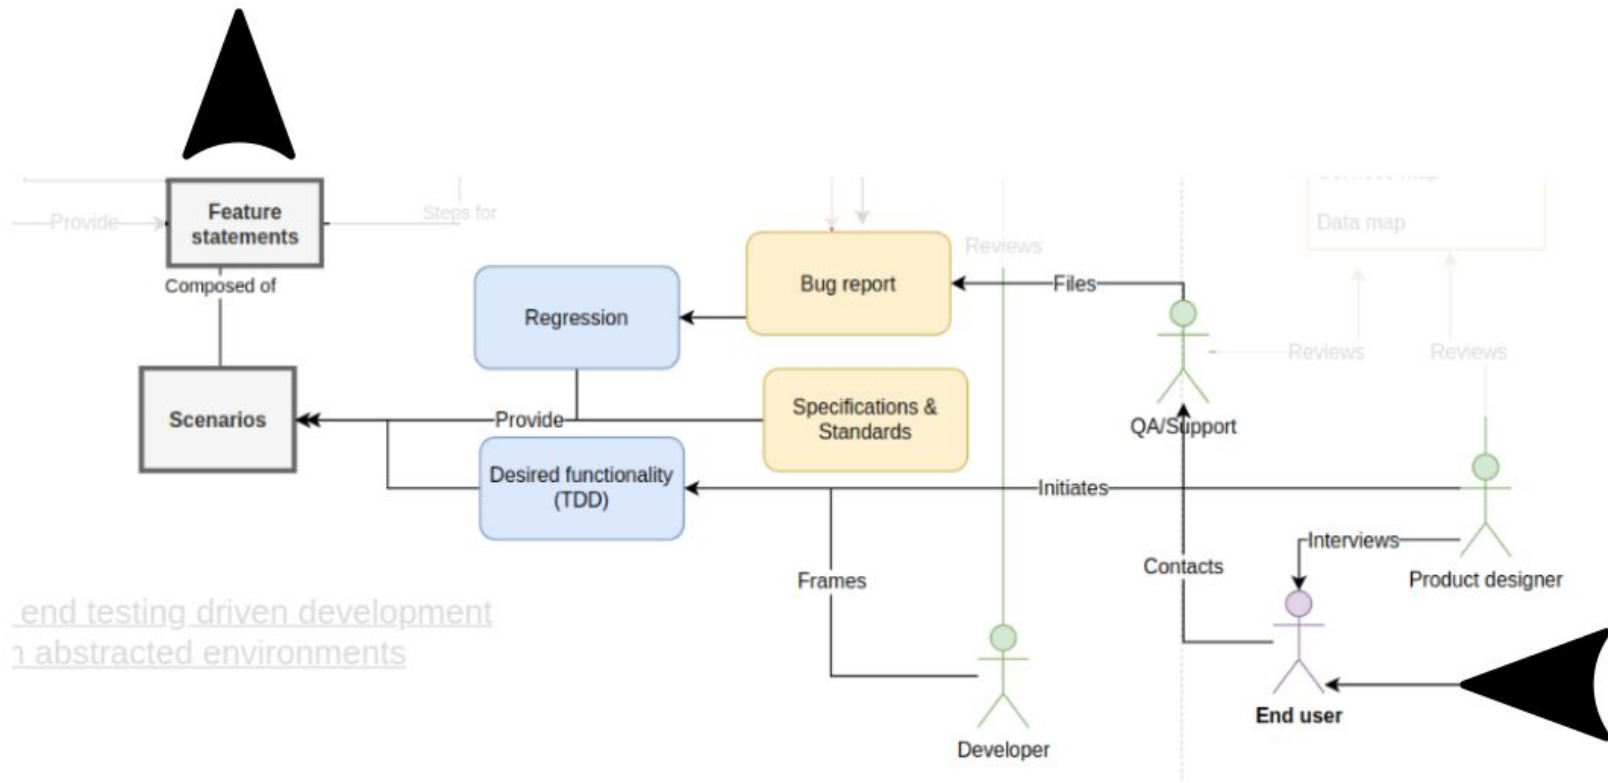 Feature
statements
Provide
Steps for
Composed of
Data map
Reviews
Bug report
Files
Regression
Reviews
Reviews
Scenarios
Provide
Specifications &
Standards
QA/Support
Desired functionality
(TDD)
Initiates
Interviews
Contacts
Frames
Product designer
end testing driven development
abstracted environments
End user
Developer